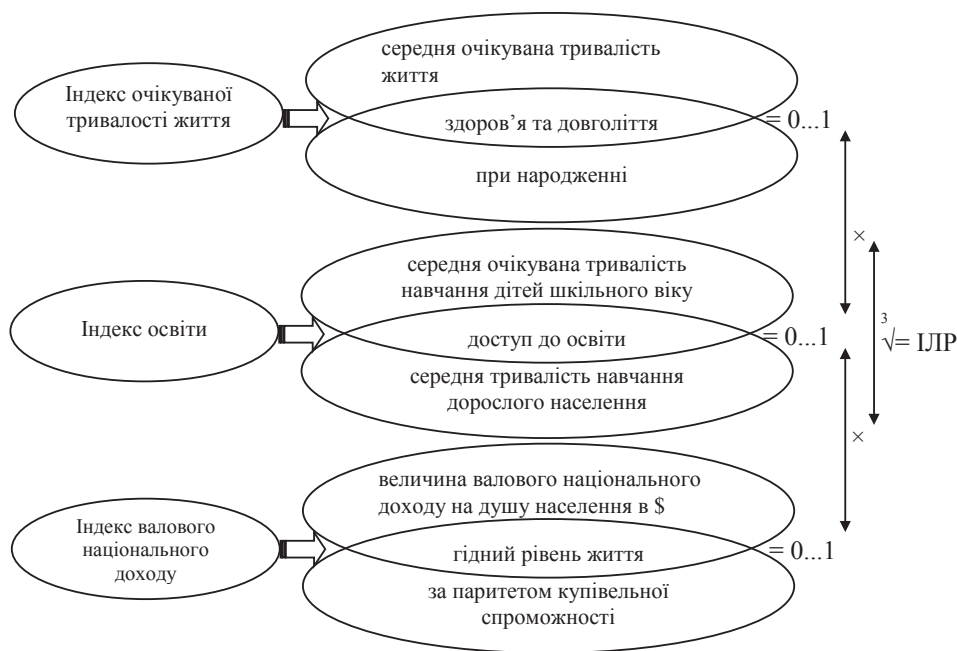 середня очікувана тривалість
життя
Індекс очікуваної
тривалості життя
здоров’я та довголіття
= 0...1
при народженні
×
середня очікувана тривалість
навчання дітей шкільного віку
Індекс освіти
доступ до освіти
= 0...1
3
√= ІЛР
середня тривалість навчання
дорослого населення
×
величина валового національного
доходу на душу населення в $
Індекс валового
національного
доходу
гідний рівень життя
= 0...1
за паритетом купівельної
спроможності